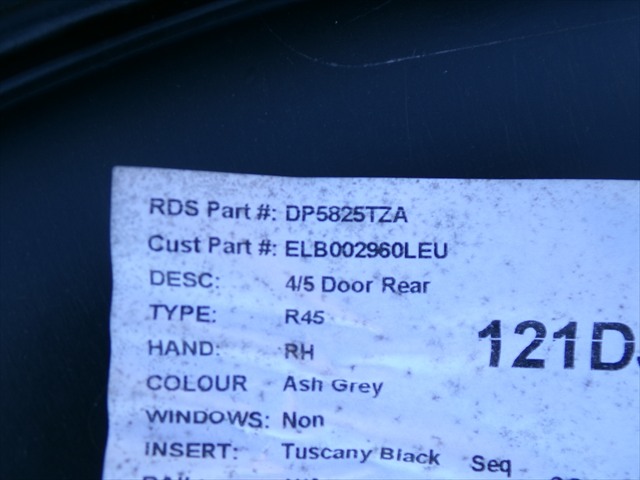 RDS Part #: DP5825TZA
Cust Part #: ELB002960LEU
DESC: 4/5 Door Rear
TYPE: R45
HAND: RH
121D
COLOUR Ash Grey
WINDOWS: Non
INSERT: Tuscany Black Seq